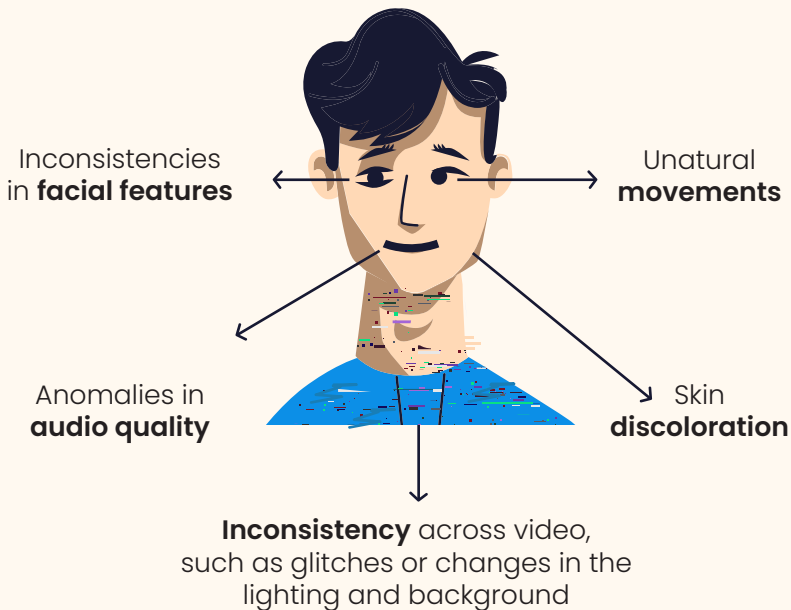 Inconsistencies
in facial features
Unatural
movements
Anomalies in
audio quality
Skin
discoloration
Inconsistency across video,
such as glitches or changes in the
lighting and background